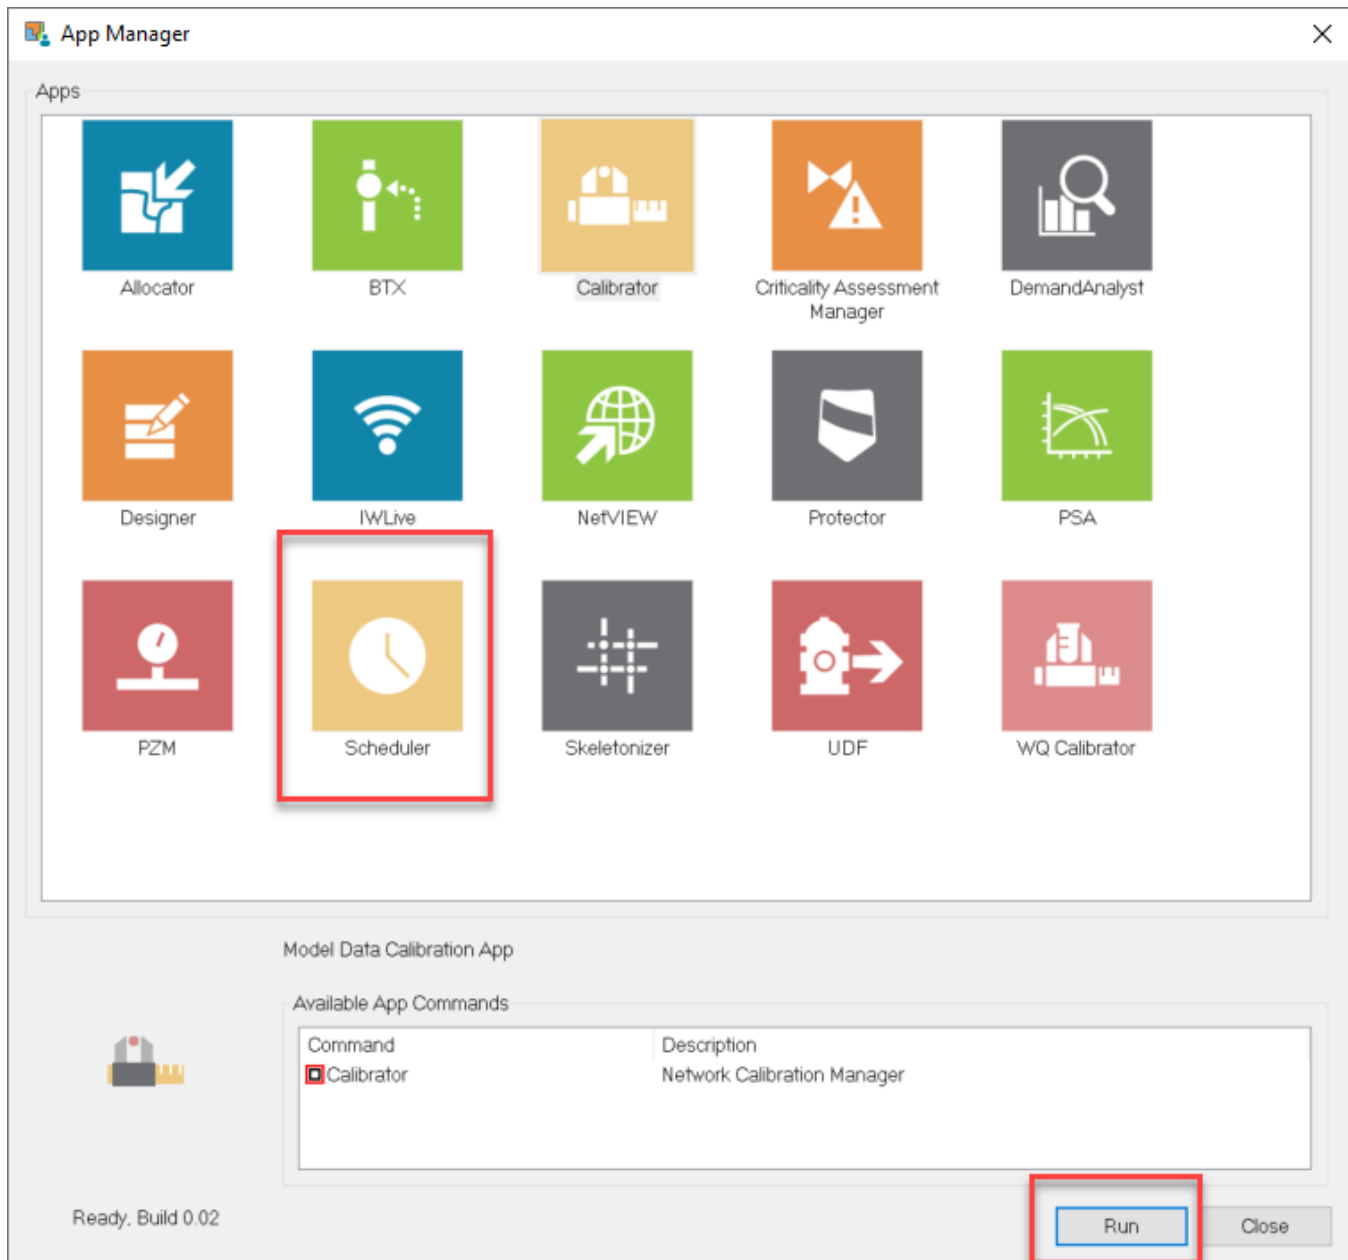 App Manager
Apps
Allocator
BTX
Calibrator
Criticality Assessment
Manager
DemandAnalyst
Designer
IWLive
NetVIEW
Protector
PSA
PZM
Scheduler
Skeletonizer
UDF
WQ Calibrator
Model Data Calibration App
Available App Commands
Command Description
Calibrator Network Calibration Manager
Ready, Build 0.02
Run
Close